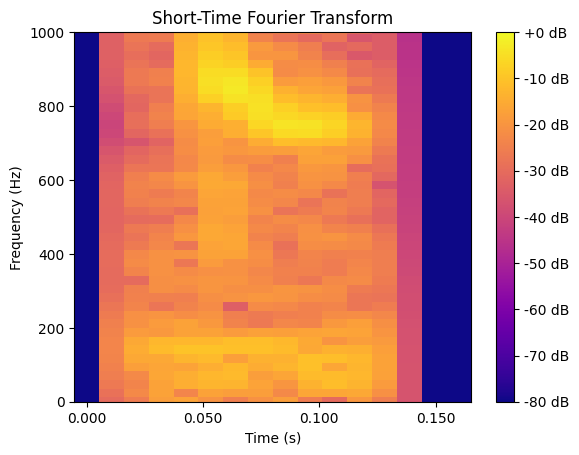 Short-Time Fourier Transform
1000
800
600
400
200
0
Frequency (Hz)
0.000
0.050
0.100
0.150
Time (s)
+0 dB
-10 dB
-20 dB
-30 dB
-40 dB
-50 dB
-60 dB
-70 dB
-80 dB